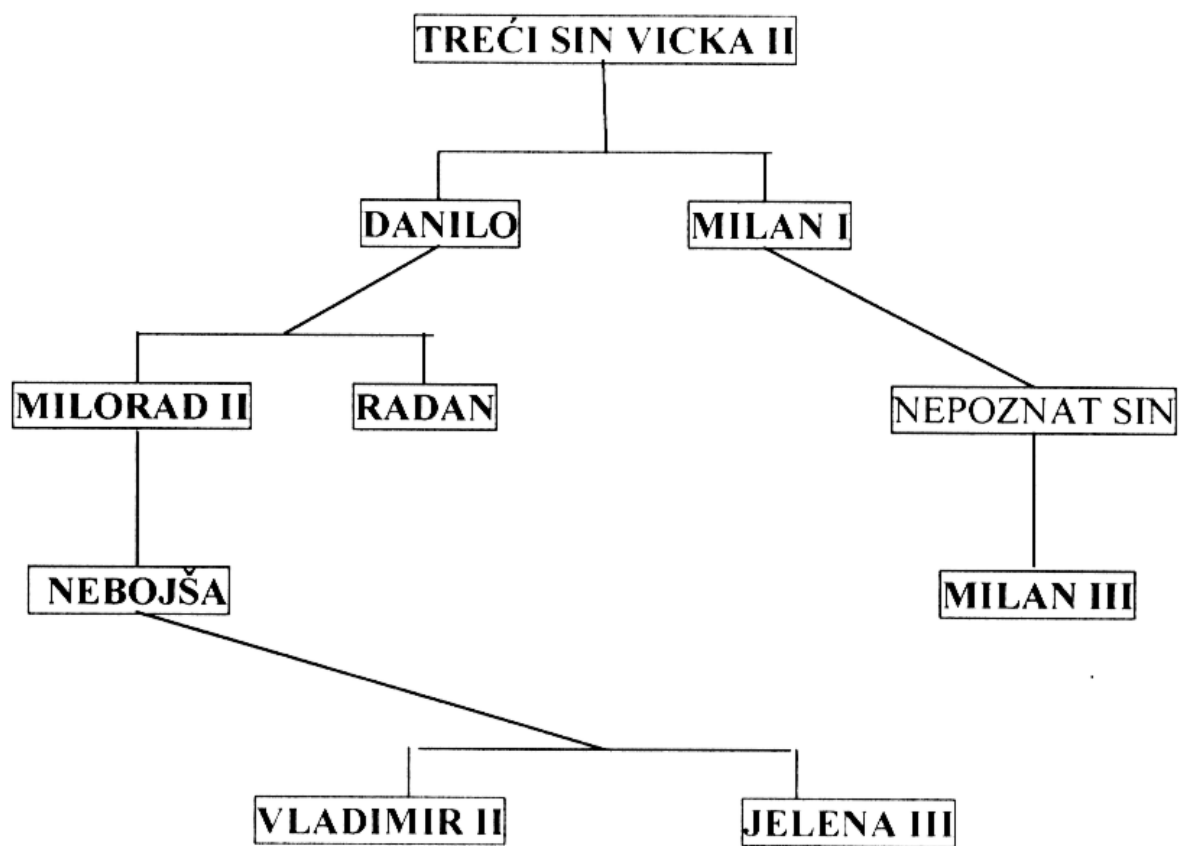 TREĆI SIN VICKA II
DANILO
MILAN I
MILORAD II
RADAN
NEPOZNAT SIN
NEBOJŠA
MILAN III
VLADIMIR II
JELENA III